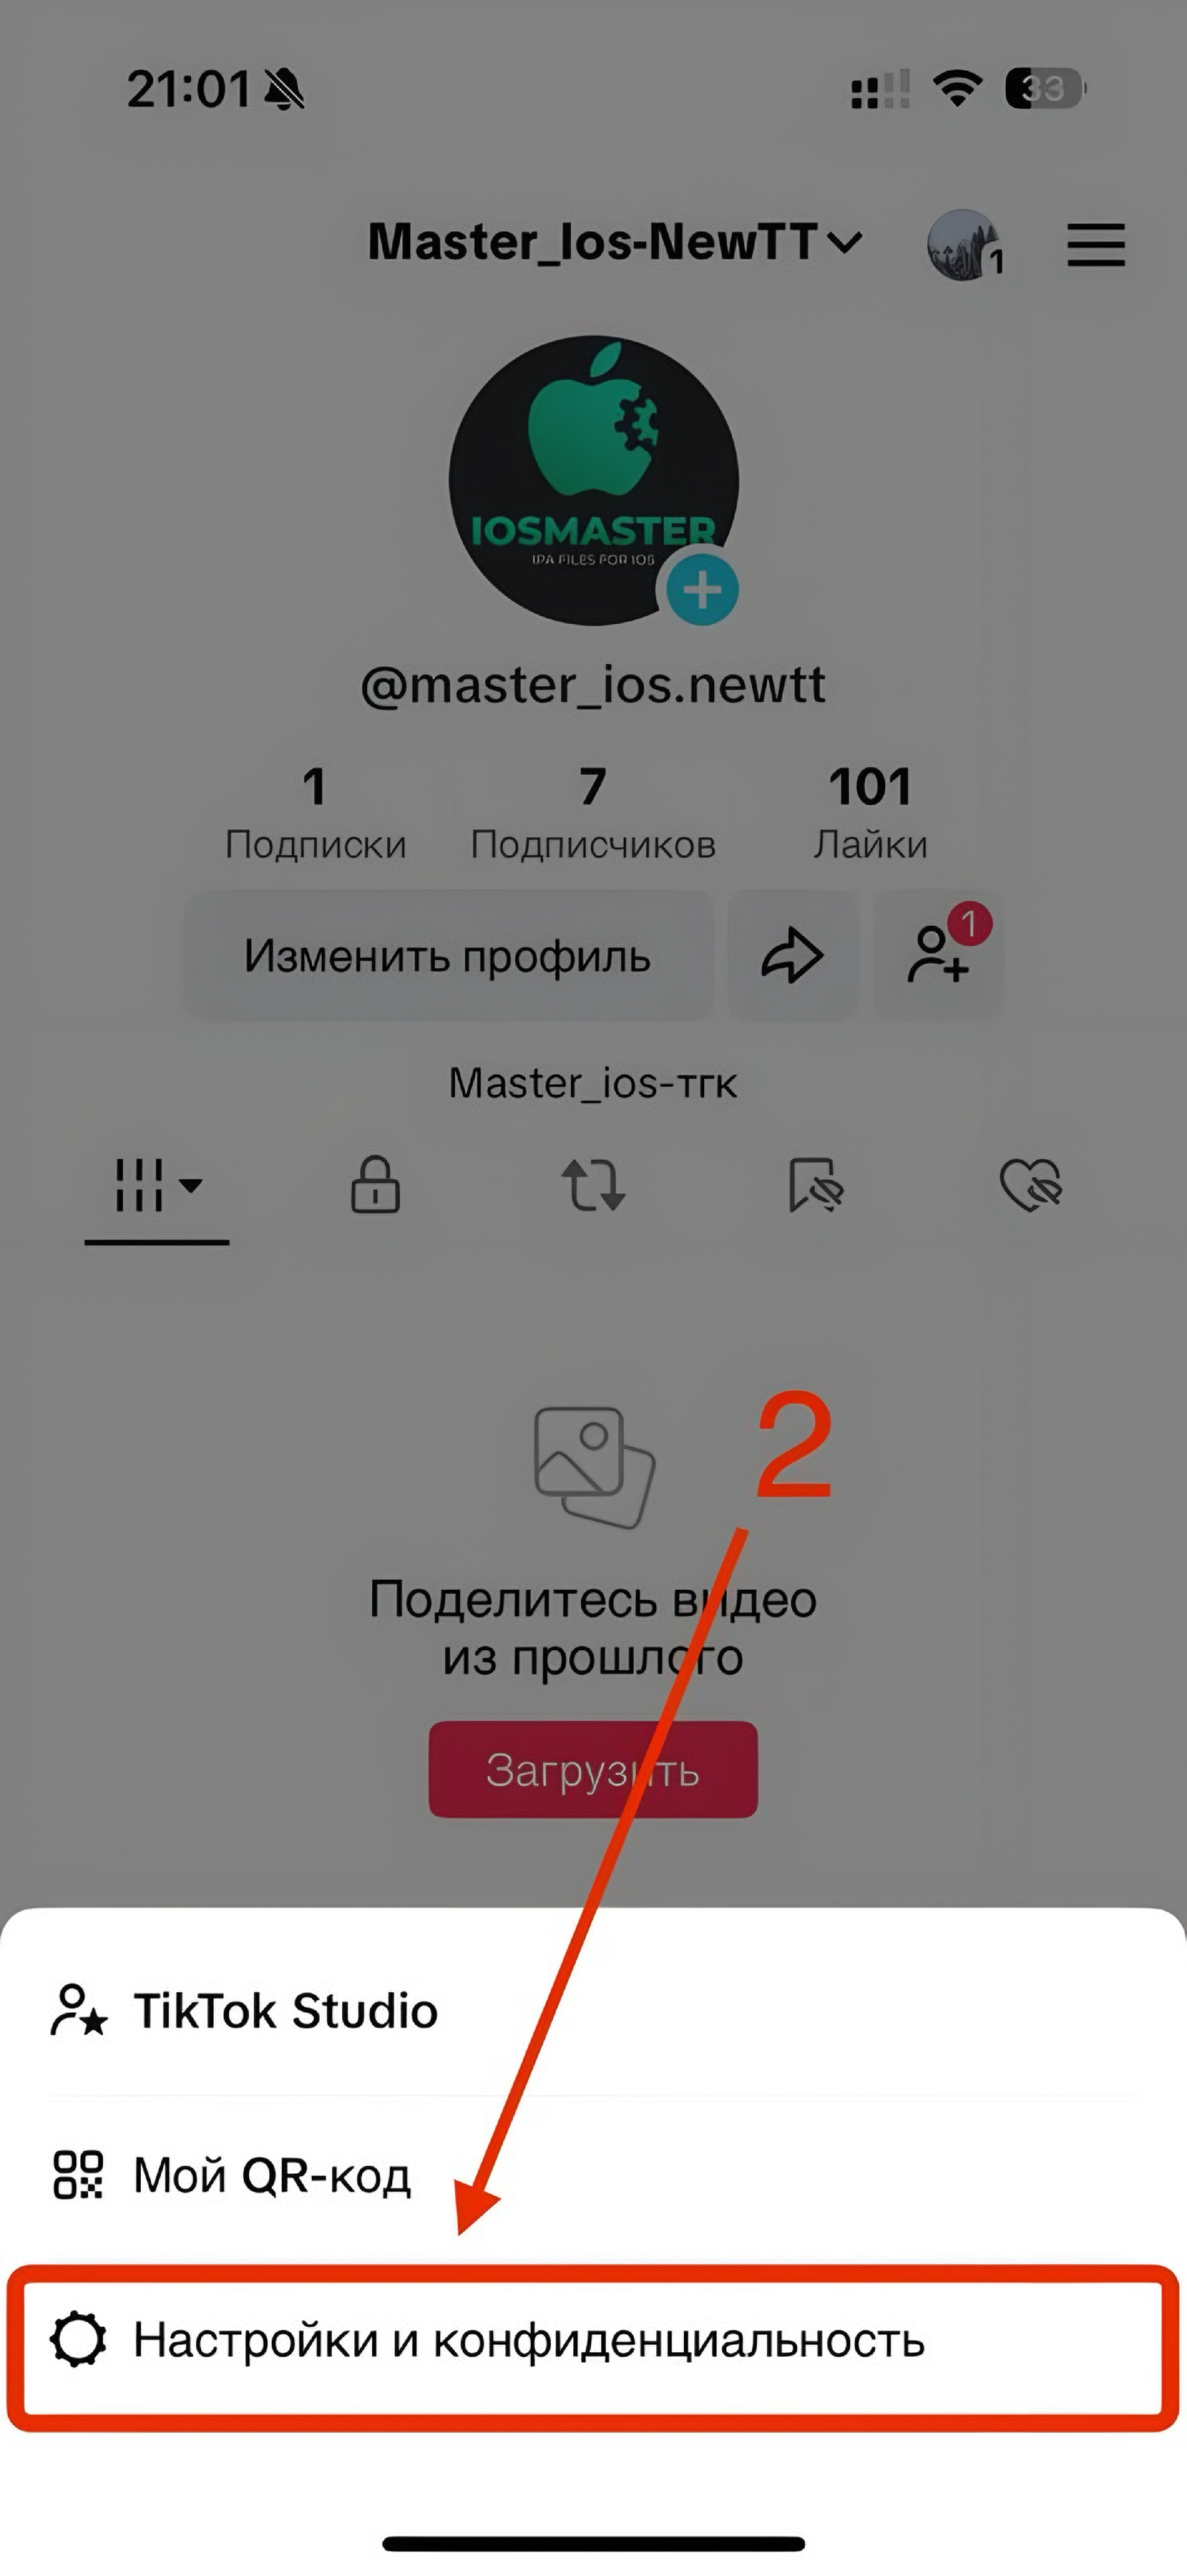 21:01
33
Master_Ios-NewTT
1
IOSMASTER
IPA FILES FOR IOS
@master_ios.newtt
1 7 101
Подписки Подписчиков Лайки
Изменить профиль
1
Master_ios-тгк
2
Поделитесь видео
из прошлого
Загрузить
TikTok Studio
Мой QR-код
Настройки и конфиденциальность